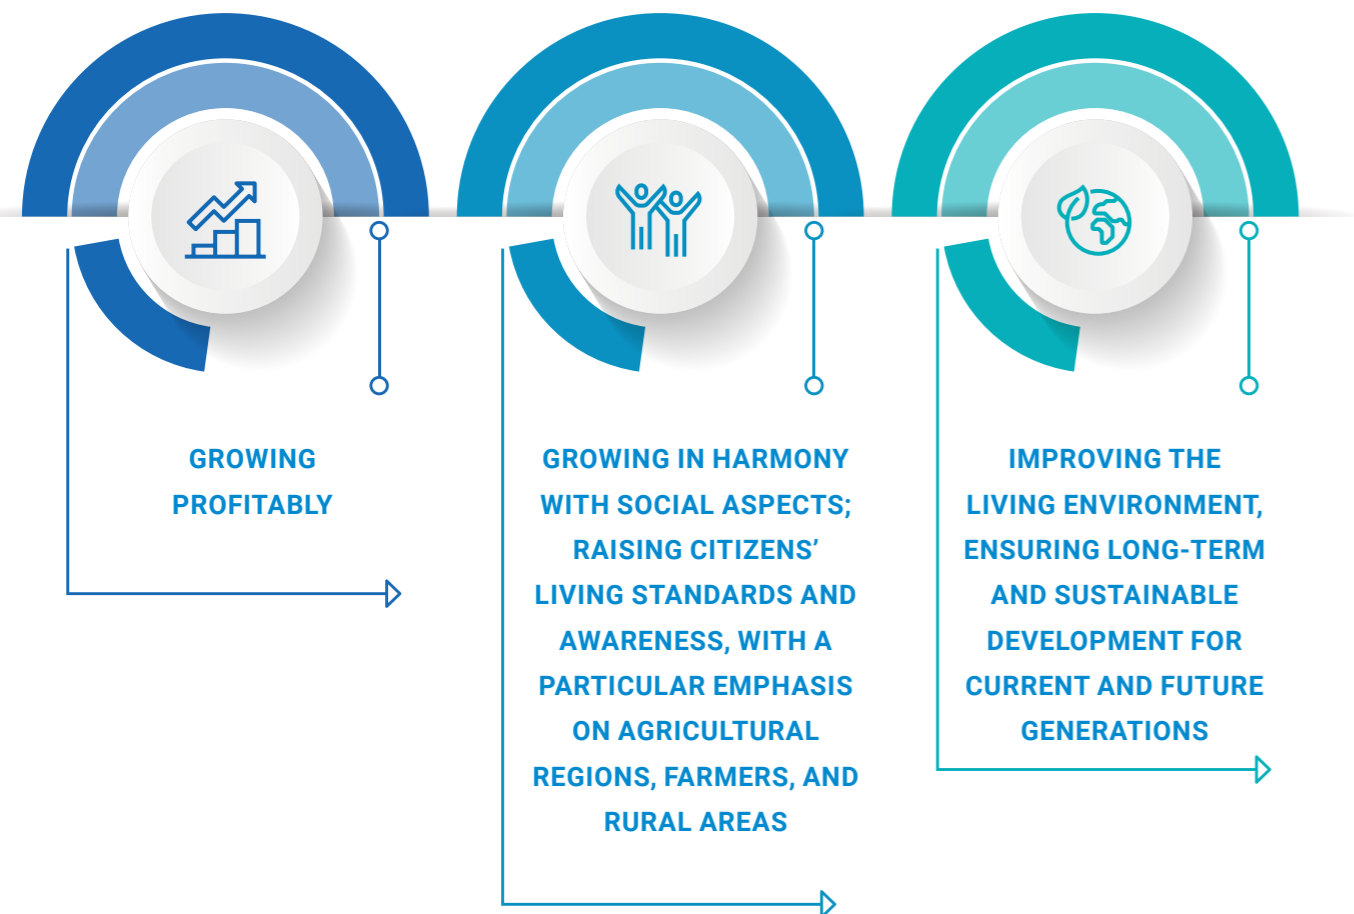 GROWING
PROFITABLY
GROWING IN HARMONY
WITH SOCIAL ASPECTS;
RAISING CITIZENS’
LIVING STANDARDS AND
AWARENESS, WITH A
PARTICULAR EMPHASIS
ON AGRICULTURAL
REGIONS, FARMERS, AND
RURAL AREAS
IMPROVING THE
LIVING ENVIRONMENT,
ENSURING LONG-TERM
AND SUSTAINABLE
DEVELOPMENT FOR
CURRENT AND FUTURE
GENERATIONS